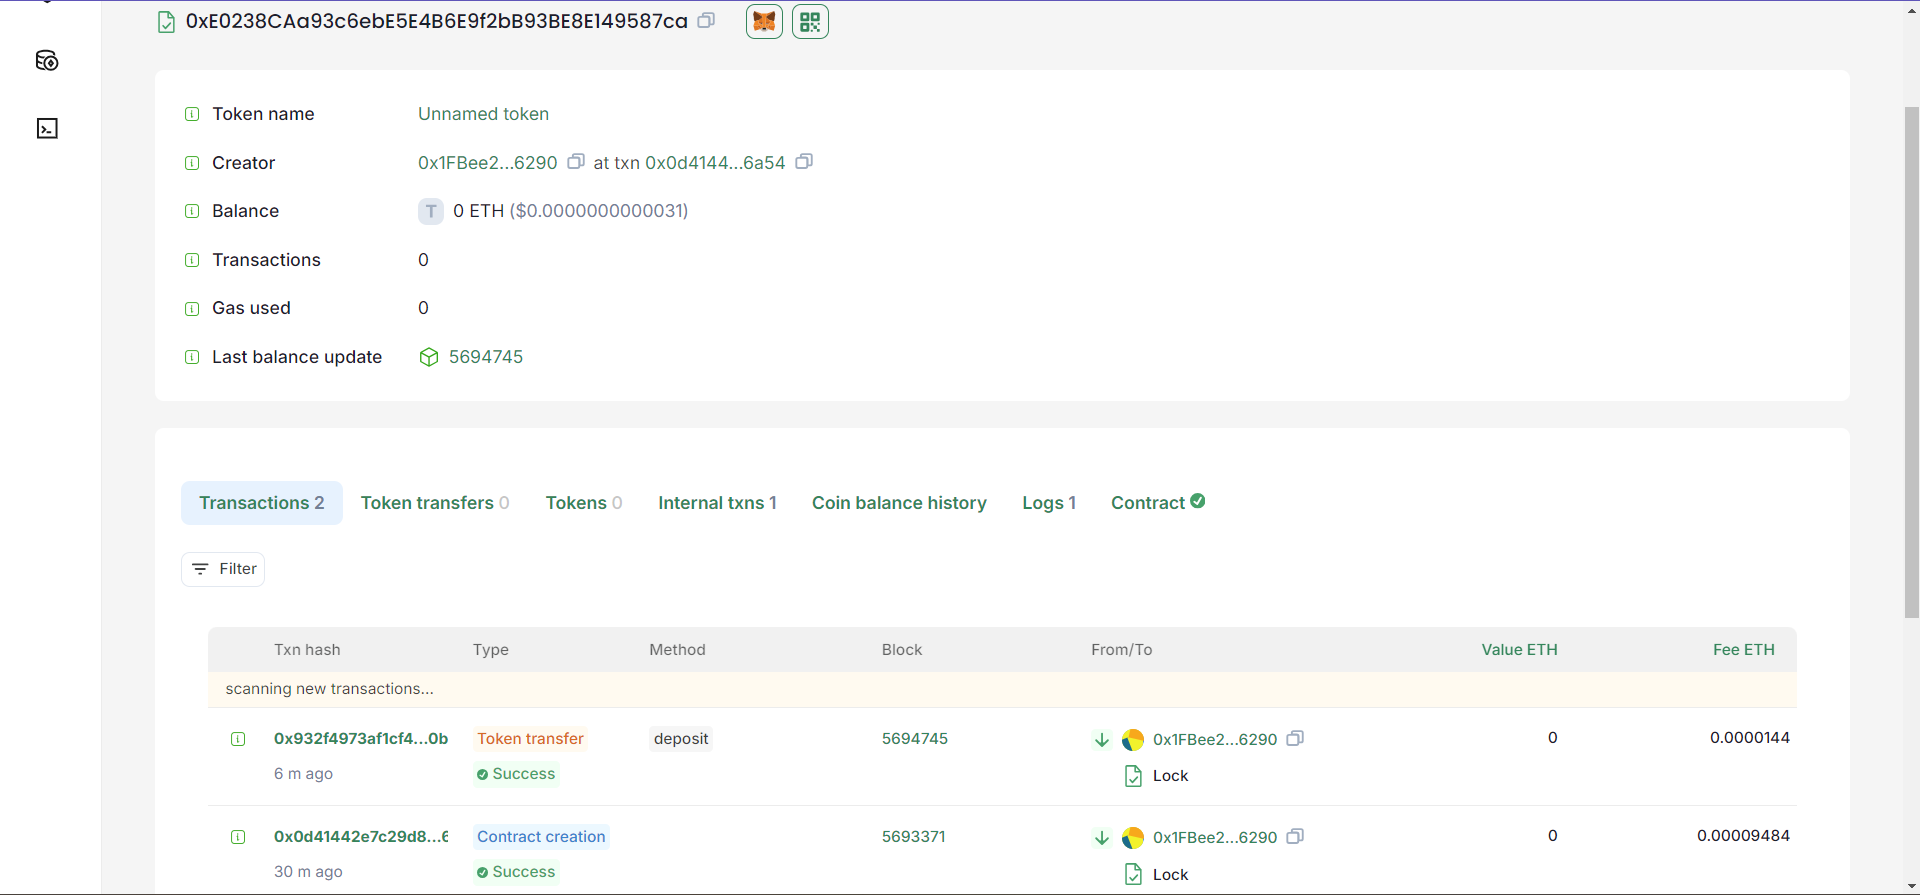 0xE0238CAa93c6ebE5E4B6E9f2bB93BE8E149587ca
Token name Unnamed token
Creator 0x1FBee2...6290 at txn 0x0d4144...6a54
Balance T 0 ETH ($0.0000000000031)
Transactions 0
Gas used 0
Last balance update 5694745
Transactions 2 Token transfers 0 Tokens 0 Internal txns 1 Coin balance history Logs 1 Contract
Filter
Txn hash Type Method Block From/To Value ETH Fee ETH
scanning new transactions...
0x932f4973af1cf4...0b Token transfer deposit 5694745 0x1FBee2...6290 0 0.0000144
6 m ago Success Lock
0x0d41442e7c29d8...6 Contract creation 5693371 0x1FBee2...6290 0 0.00009484
30 m ago Success Lock